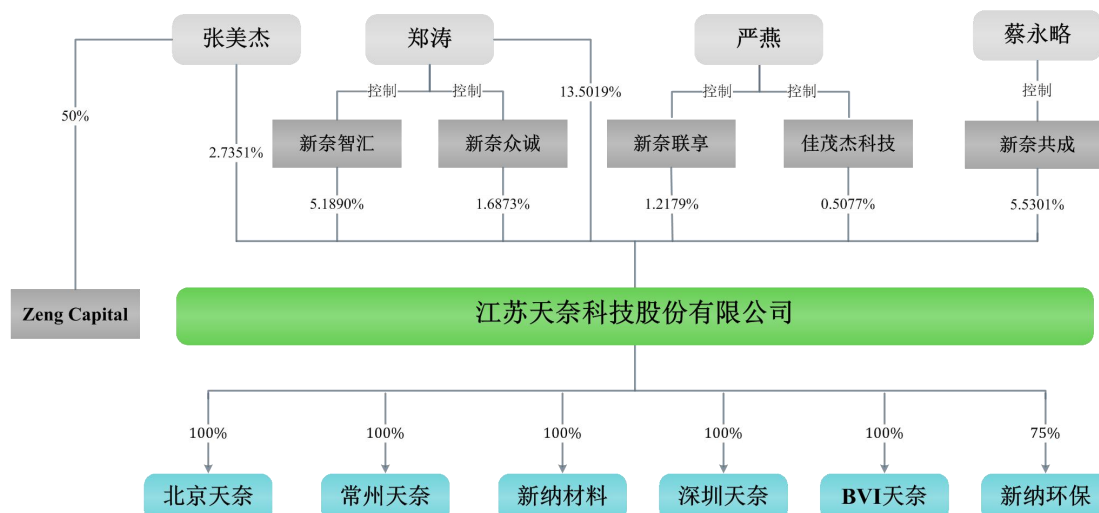 张美杰
郑涛
严燕
蔡永略
控制
控制
控制
控制
控制
50%
13.5019%
2.7351%
新奈智汇
新奈众诚
新奈联享
佳茂杰科技
新奈共成
5.1890%
1.6873%
1.2179%
0.5077%
5.5301%
Zeng Capital
江苏天奈科技股份有限公司
100%
100%
100%
100%
100%
75%
北京天奈
常州天奈
新纳材料
深圳天奈
BVI天奈
新纳环保